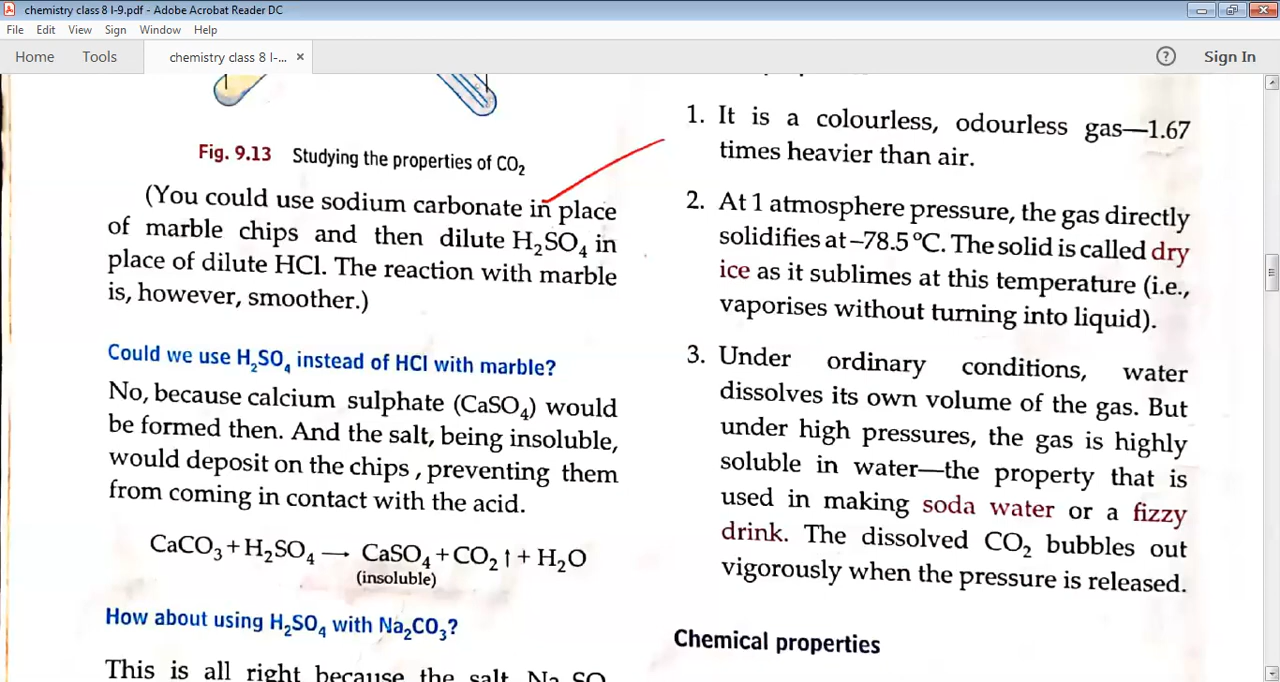 chemistry class 8 l-9.pdf - Adobe Acrobat Reader DC
File Edit View Sign Window Help
Home Tools chemistry class 8 l-... × ? Sign In
Fig. 9.13 Studying the properties of CO₂
(You could use sodium carbonate in place
of marble chips and then dilute H₂SO₄ in
place of dilute HCl. The reaction with marble
is, however, smoother.)
Could we use H₂SO₄ instead of HCl with marble?
No, because calcium sulphate (CaSO₄) would
be formed then. And the salt, being insoluble,
would deposit on the chips, preventing them
from coming in contact with the acid.
CaCO₃ + H₂SO₄ → CaSO₄ + CO₂ ↑ + H₂O
(insoluble)
How about using H₂SO₄ with Na₂CO₃?
This is all right because the salt, Na SO
1. It is a colourless, odourless gas—1.67
times heavier than air.
2. At 1 atmosphere pressure, the gas directly
solidifies at –78.5 °C. The solid is called dry
ice as it sublimes at this temperature (i.e.,
vaporises without turning into liquid).
3. Under ordinary conditions, water
dissolves its own volume of the gas. But
under high pressures, the gas is highly
soluble in water—the property that is
used in making soda water or a fizzy
drink. The dissolved CO₂ bubbles out
vigorously when the pressure is released.
Chemical properties